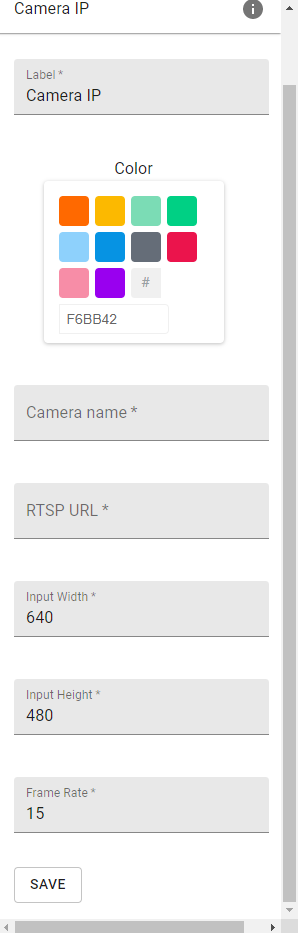 Camera IP
Label *
Camera IP
Color
#
F6BB42
Camera name *
RTSP URL *
Input Width *
640
Input Height *
480
Frame Rate *
15
SAVE